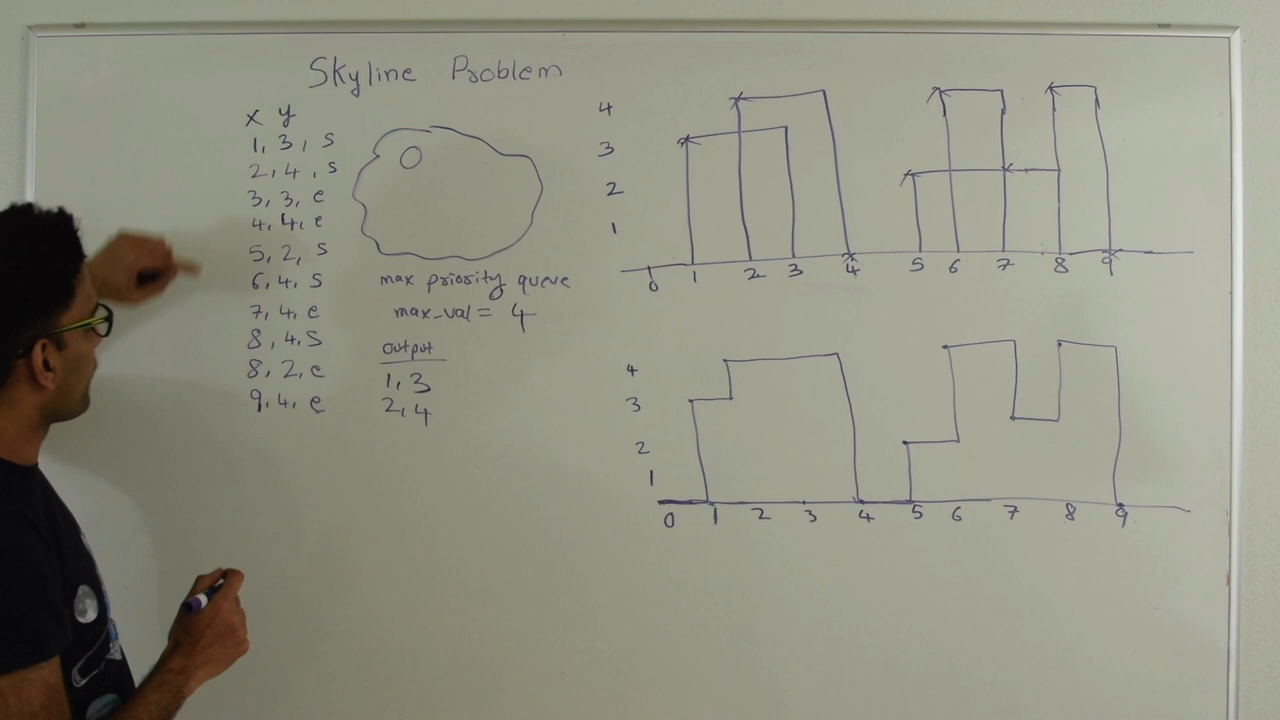 Skyline Problem
x y
1, 3, s
2, 4, s
3, 3, e
4, 4, e
5, 2, s
6, 4, s
7, 4, e
8, 4, s
8, 2, e
9, 4, e
0
max priority queue
max_val = 4
output
1, 3
2, 4
4
3
2
1
0 1 2 3 4 5 6 7 8 9
4
3
2
1
0 1 2 3 4 5 6 7 8 9